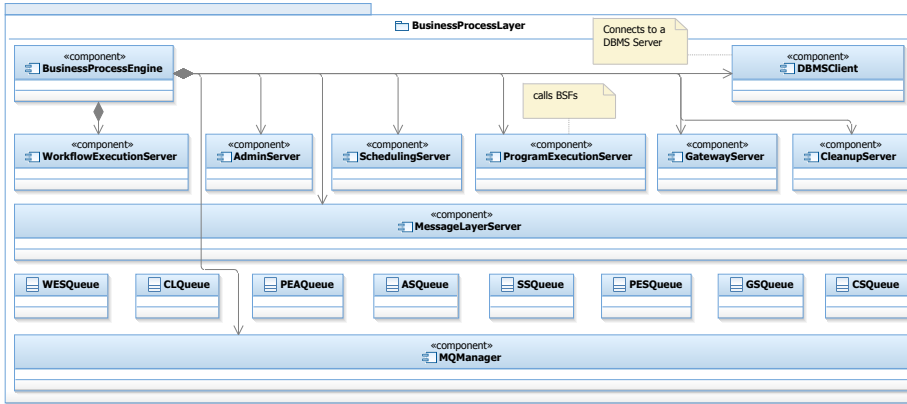 BusinessProcessLayer
Connects to a
DBMS Server
«component»
BusinessProcessEngine
«component»
DBMSClient
calls BSFs
«component»
WorkflowExecutionServer
«component»
AdminServer
«component»
SchedulingServer
«component»
ProgramExecutionServer
«component»
GatewayServer
«component»
CleanupServer
«component»
MessageLayerServer
WESQueue
CLQueue
PEAQueue
ASQueue
SSQueue
PESQueue
GSQueue
CSQueue
«component»
MQManager